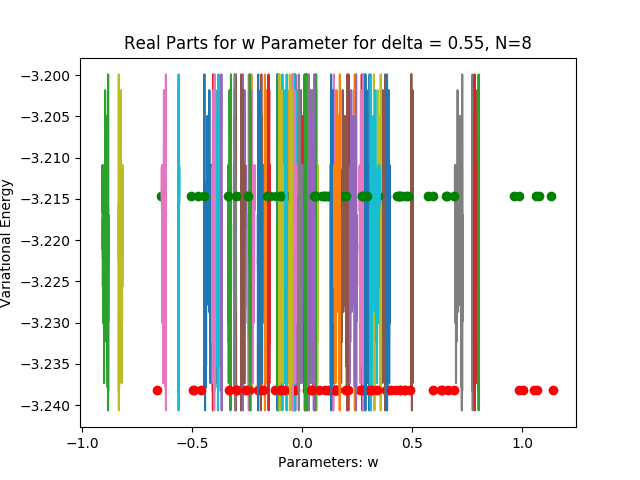 Real Parts for w Parameter for delta = 0.55, N=8
−3.200
−3.205
−3.210
−3.215
−3.220
−3.225
−3.230
−3.235
−3.240
Variational Energy
−1.0 −0.5 0.0 0.5 1.0
Parameters: w